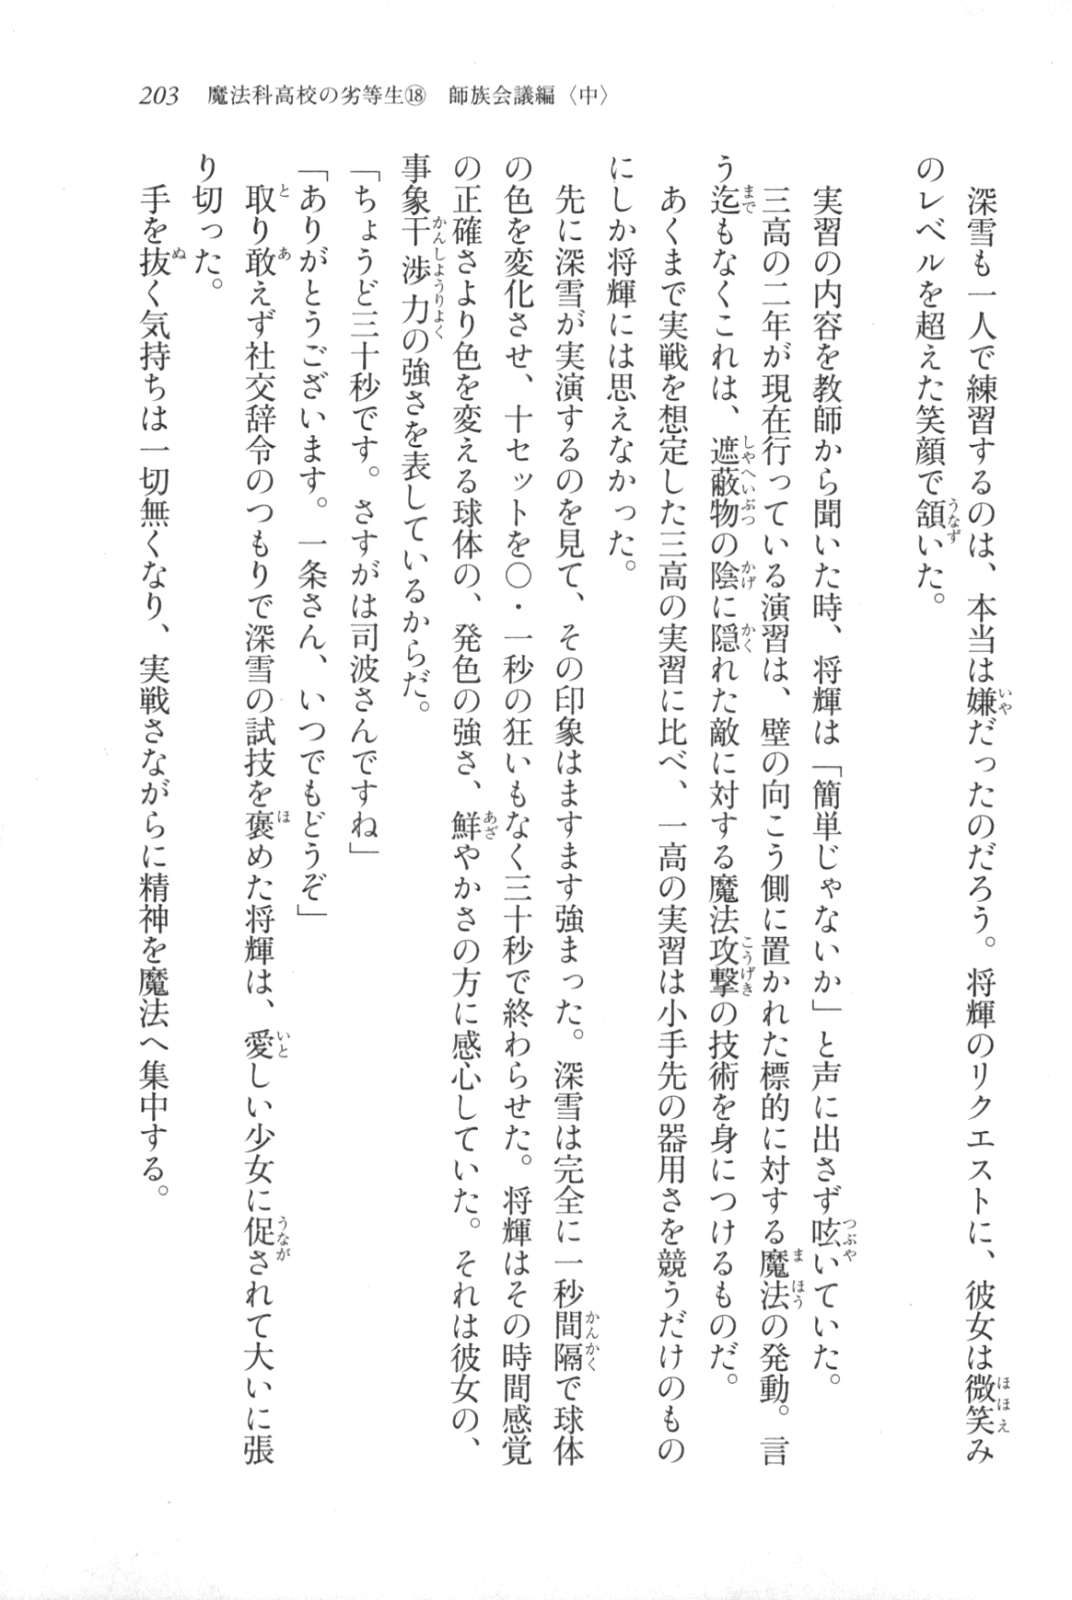 203　魔法科高校の劣等生⑱　師族会議編〈中〉
　深雪も一人で練習するのは、本当は嫌だったのだろう。将輝のリクエストに、彼女は微笑み
のレベルを超えた笑顔で頷いた。
　実習の内容を教師から聞いた時、将輝は「簡単じゃないか」と声に出さず呟いていた。
三高の二年が現在行っている演習は、壁の向こう側に置かれた標的に対する魔法の発動。言
う迄もなくこれは、遮蔽物の陰に隠れた敵に対する魔法攻撃の技術を身につけるものだ。
　あくまで実戦を想定した三高の実習に比べ、一高の実習は小手先の器用さを競うだけのもの
にしか将輝には思えなかった。
　先に深雪が実演するのを見て、その印象はますます強まった。深雪は完全に一秒間隔で球体
の色を変化させ、十セットを〇・一秒の狂いもなく三十秒で終わらせた。将輝はその時間感覚
の正確さより色を変える球体の、発色の強さ、鮮やかさの方に感心していた。それは彼女の、
事象干渉力の強さを表しているからだ。
「ちょうど三十秒です。さすがは司波さんですね」
「ありがとうございます。一条さん、いつでもどうぞ」
　取り敢えず社交辞令のつもりで深雪の試技を褒めた将輝は、愛しい少女に促されて大いに張
り切った。
　手を抜く気持ちは一切無くなり、実戦さながらに精神を魔法へ集中する。